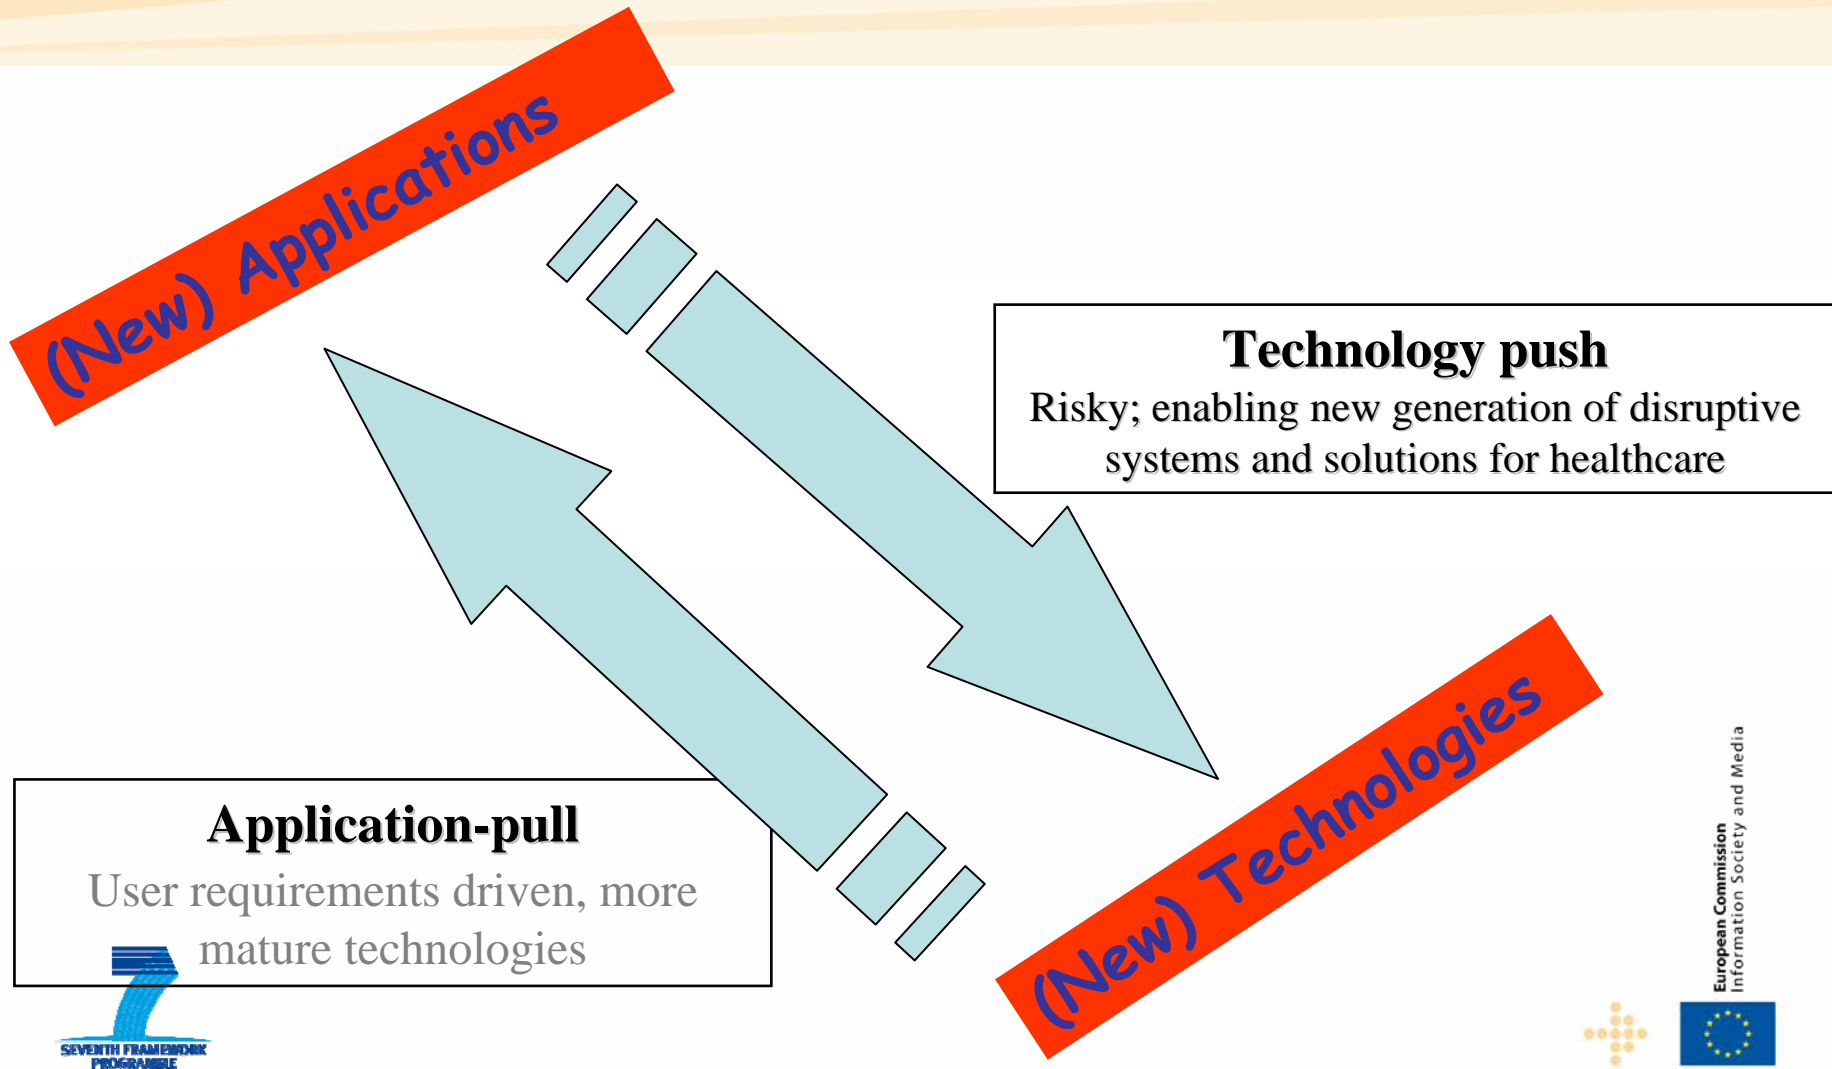 (New) Applications
Technology push
Risky; enabling new generation of disruptive
systems and solutions for healthcare
Application-pull
User requirements driven, more
mature technologies
(New) Technologies
European Commission
Information Society and Media
SEVENTH FRAMEWORK
PROGRAMME